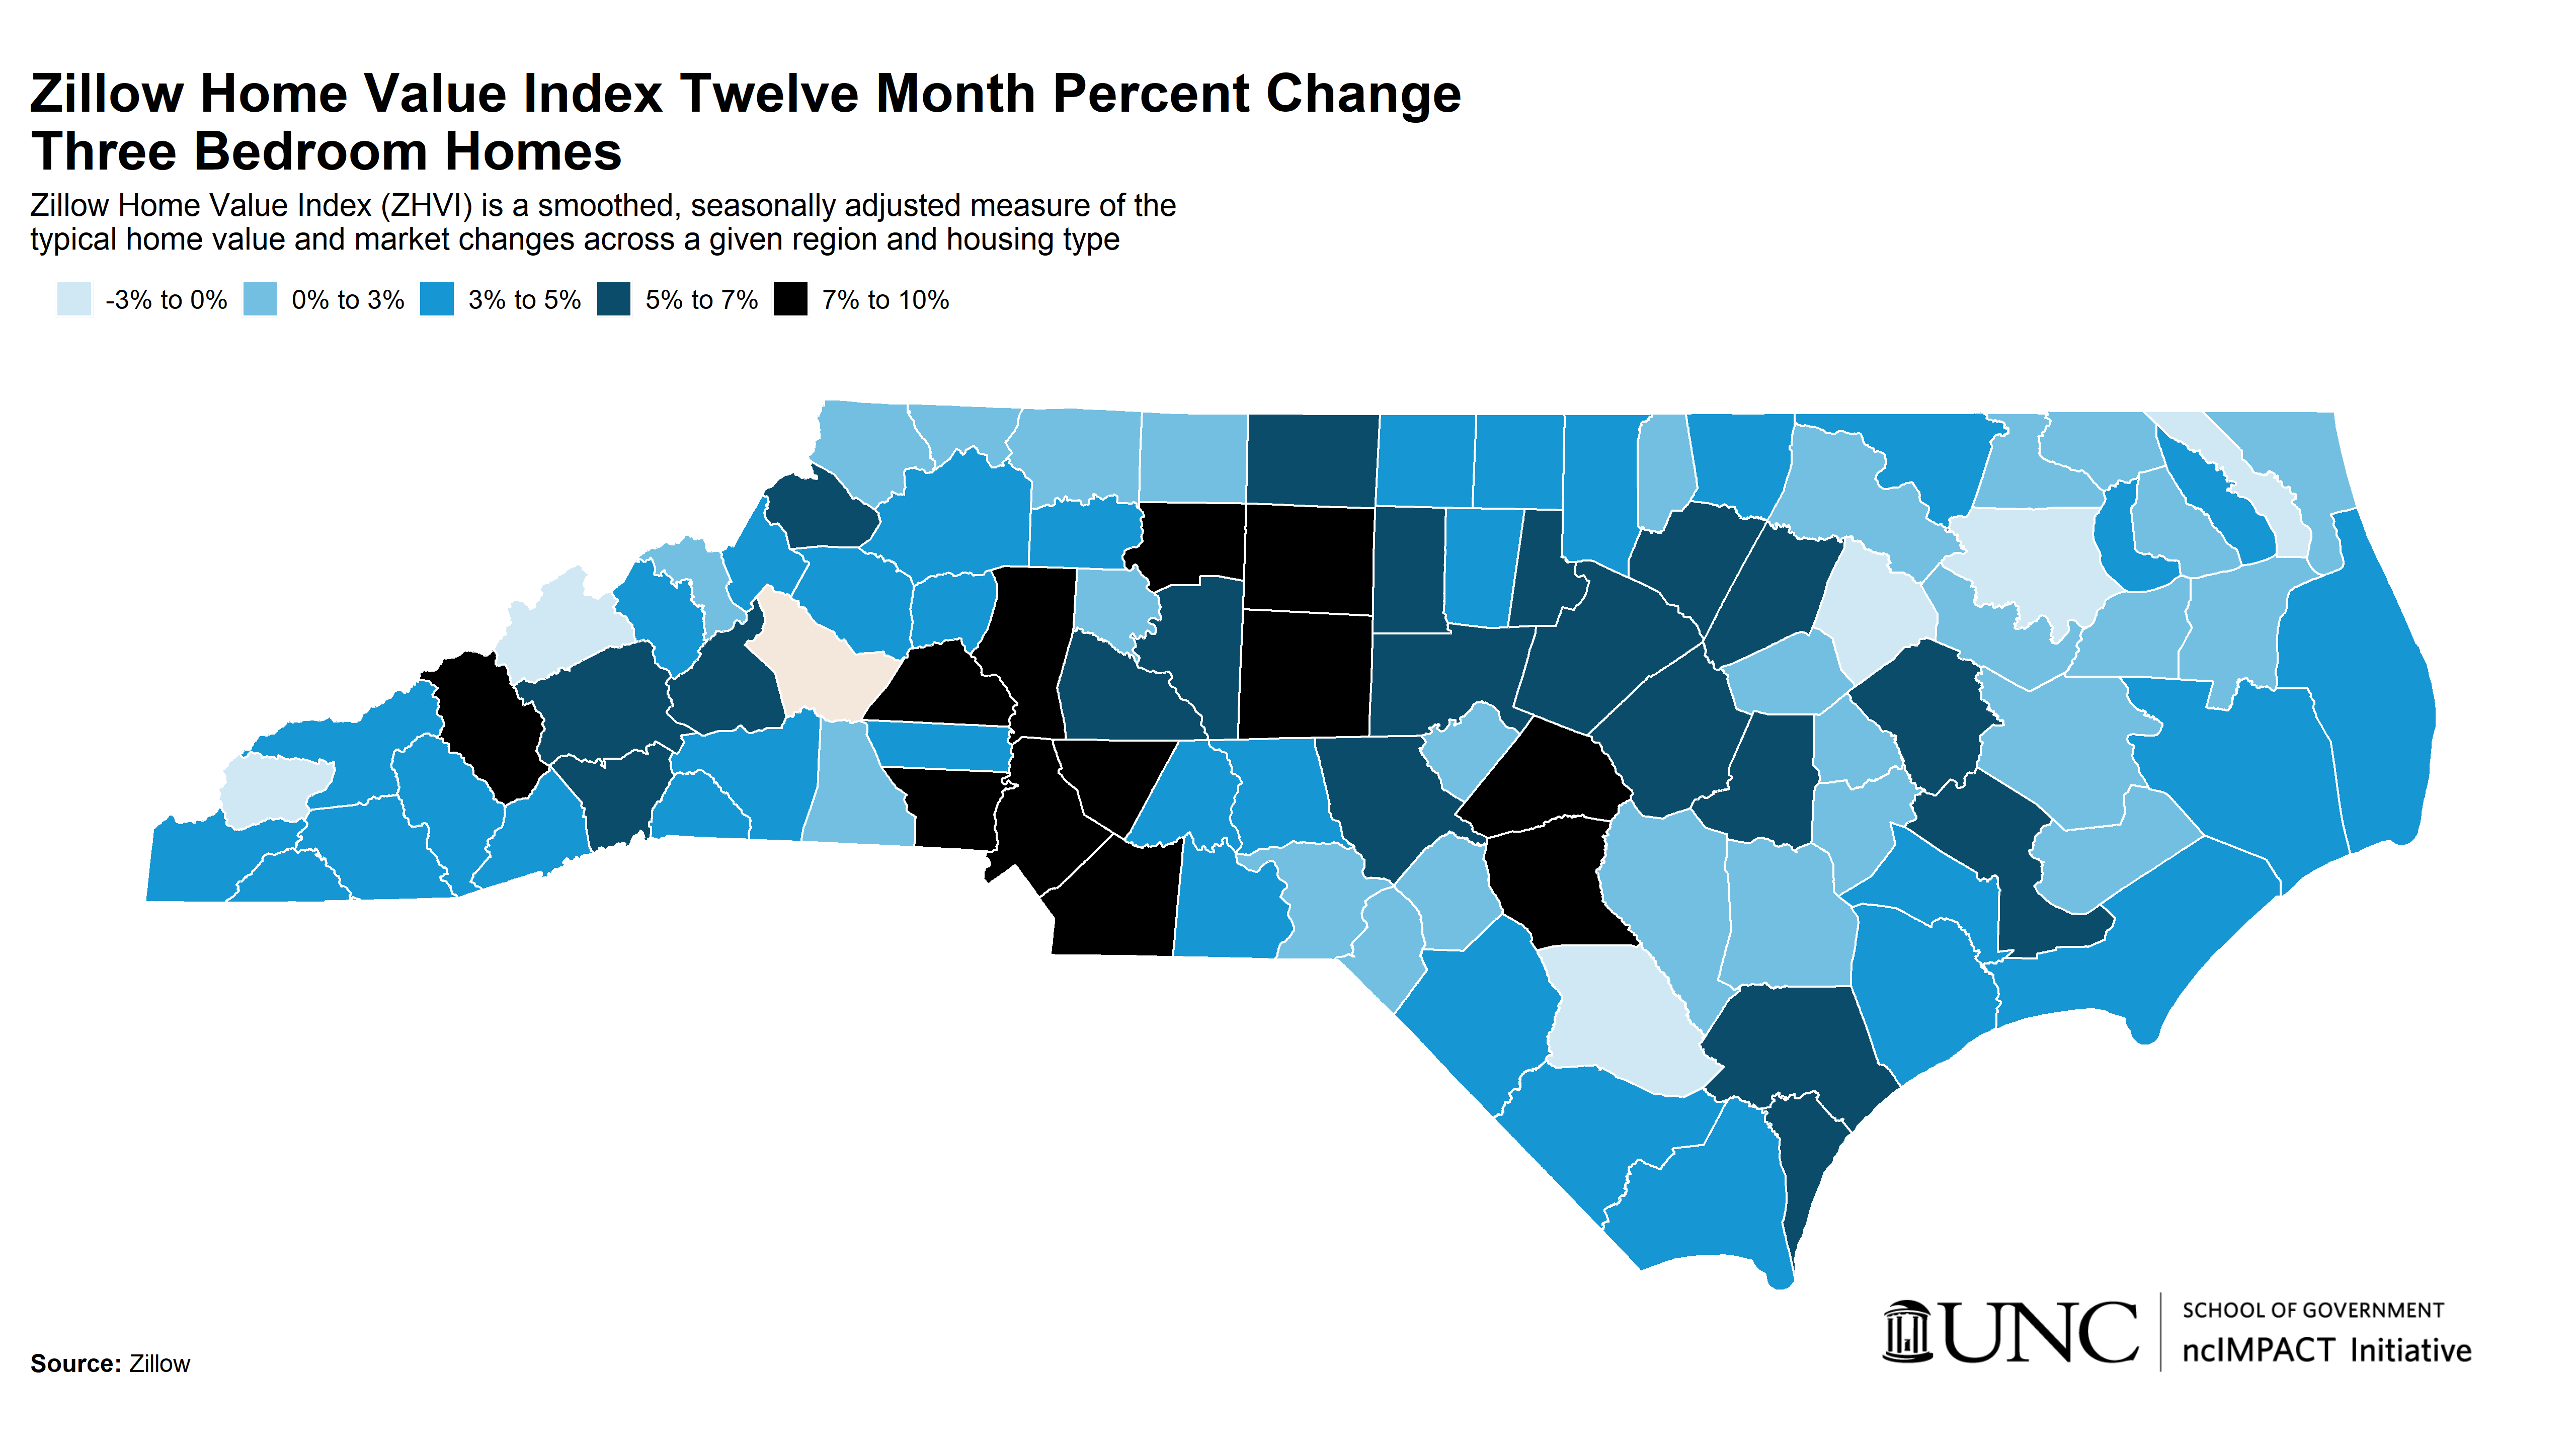 Zillow Home Value Index Twelve Month Percent Change
Three Bedroom Homes
Zillow Home Value Index (ZHVI) is a smoothed, seasonally adjusted measure of the
typical home value and market changes across a given region and housing type
-3% to 0% 0% to 3% 3% to 5% 5% to 7% 7% to 10%
UNC
SCHOOL OF GOVERNMENT
ncIMPACT Initiative
Source: Zillow